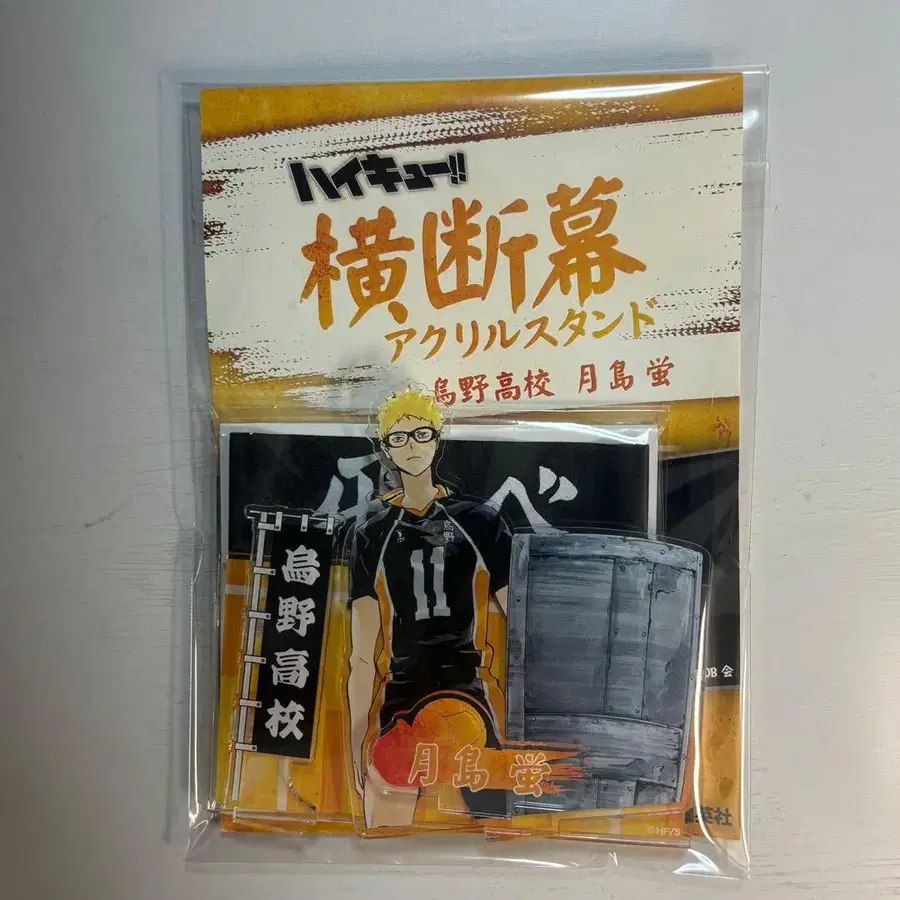 ハイキュー!!
横断幕
アクリルスタンド
烏野高校 月島 蛍
べ
烏野
11
烏野高校
OB会
月島 蛍
英社
©HF/S